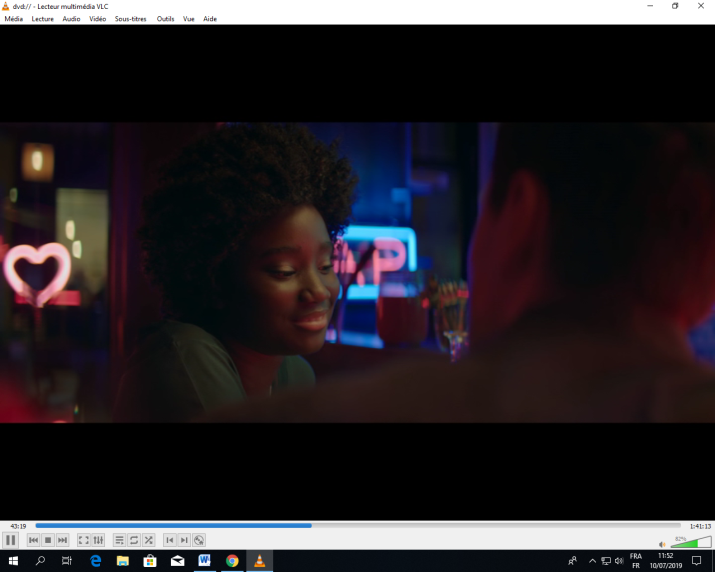 dvd:// - Lecteur multimédia VLC
Média Lecture Audio Vidéo Sous-titres Outils Vue Aide
43:19 1:41:13
82%
FRA 11:52
FR 10/07/2019